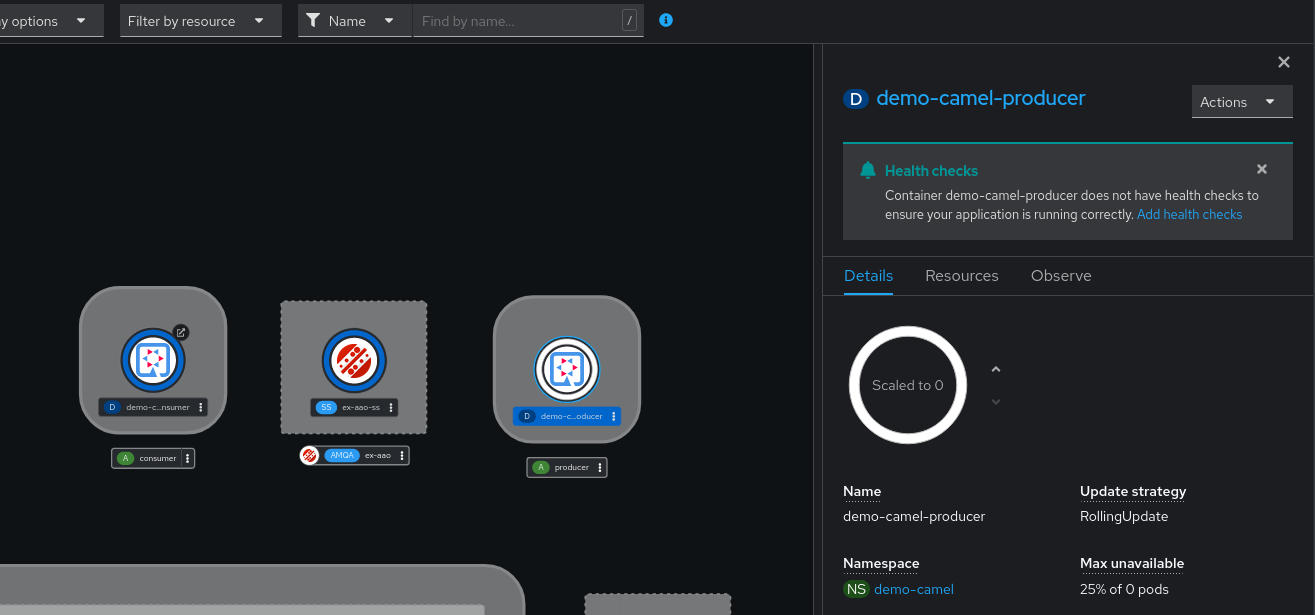 y options
Filter by resource
Name
Find by name...
/
D demo-camel-producer
Actions
Health checks
Container demo-camel-producer does not have health checks to
ensure your application is running correctly. Add health checks
Details Resources Observe
Scaled to 0
Name
demo-camel-producer
Update strategy
RollingUpdate
Namespace
NS demo-camel
Max unavailable
25% of 0 pods
D demo-c...nsumer
A consumer
SS ex-aao-ss
AMQA ex-aao
D demo-c...oducer
A producer